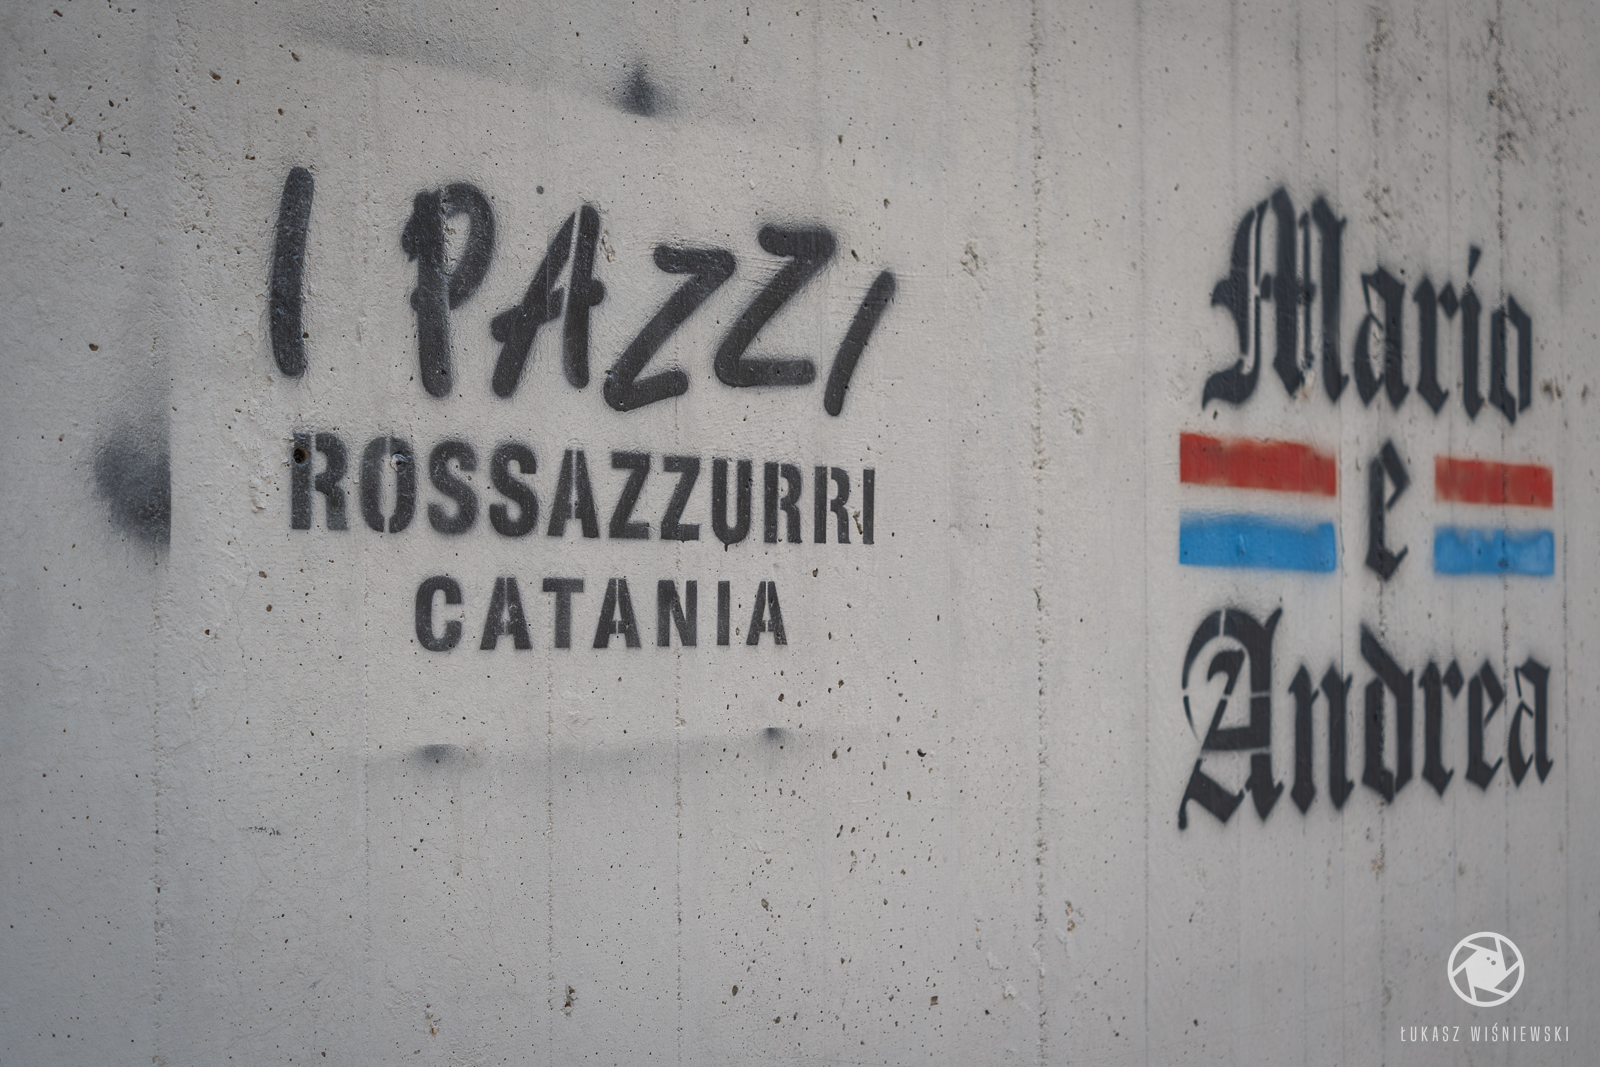 I PAZZI
ROSSAZZURRI
CATANIA
Mario
e
Andrea
ŁUKASZ WIŚNIEWSKI